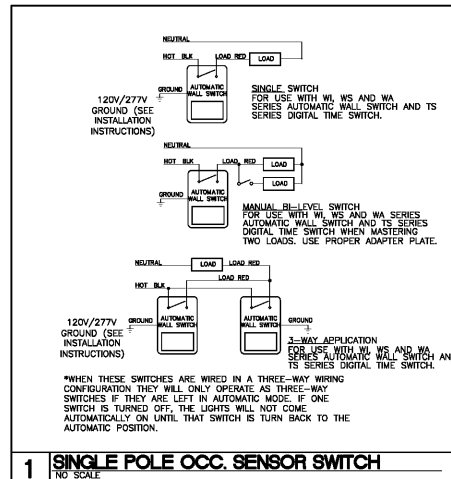 NEUTRAL
HOT BLK
LOAD RED
LOAD
GROUND
AUTOMATIC
WALL SWITCH
120V/277V
GROUND (SEE
INSTALLATION
INSTRUCTIONS)
SINGLE SWITCH
FOR USE WITH WI, WS AND WA
SERIES AUTOMATIC WALL SWITCH AND TS
SERIES DIGITAL TIME SWITCH.
NEUTRAL
HOT BLK
LOAD RED
LOAD
LOAD
GROUND
AUTOMATIC
WALL SWITCH
MANUAL BI-LEVEL SWITCH
FOR USE WITH WI, WS AND WA SERIES
AUTOMATIC WALL SWITCH AND TS SERIES
DIGITAL TIME SWITCH WHEN MASTERING
TWO LOADS. USE PROPER ADAPTER PLATE.
NEUTRAL
LOAD
LOAD RED
LOAD RED
HOT BLK
120V/277V
GROUND (SEE
INSTALLATION
INSTRUCTIONS)
GROUND
AUTOMATIC
WALL SWITCH
AUTOMATIC
WALL SWITCH
GROUND
3-WAY APPLICATION
FOR USE WITH WI, WS AND WA
SERIES AUTOMATIC WALL SWITCH AN
TS SERIES DIGITAL TIME SWITCH.
*WHEN THESE SWITCHES ARE WIRED IN A THREE-WAY WIRING
CONFIGURATION THEY WILL ONLY OPERATE AS THREE-WAY
SWITCHES IF THEY ARE LEFT IN AUTOMATIC MODE. IF ONE
SWITCH IS TURNED OFF, THE LIGHTS WILL NOT COME
AUTOMATICALLY ON UNTIL THAT SWITCH IS TURN BACK TO THE
AUTOMATIC POSITION.
1 SINGLE POLE OCC. SENSOR SWITCH
NO SCALE